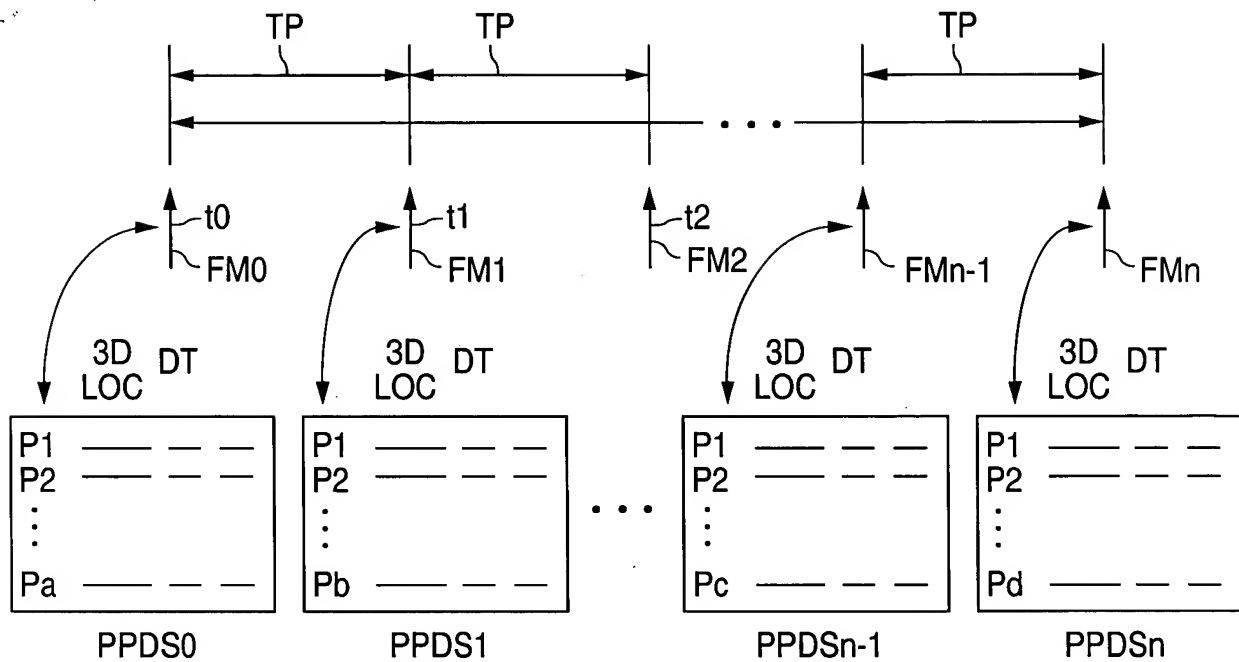 TP TP TP
t0 t1 t2
FM0 FM1 FM2 FMn-1 FMn
3D LOC DT 3D LOC DT 3D LOC DT 3D LOC DT
P1 P1 P1 P1
P2 P2 P2 P2
Pa Pb Pc Pd
PPDS0 PPDS1 PPDSn-1 PPDSn